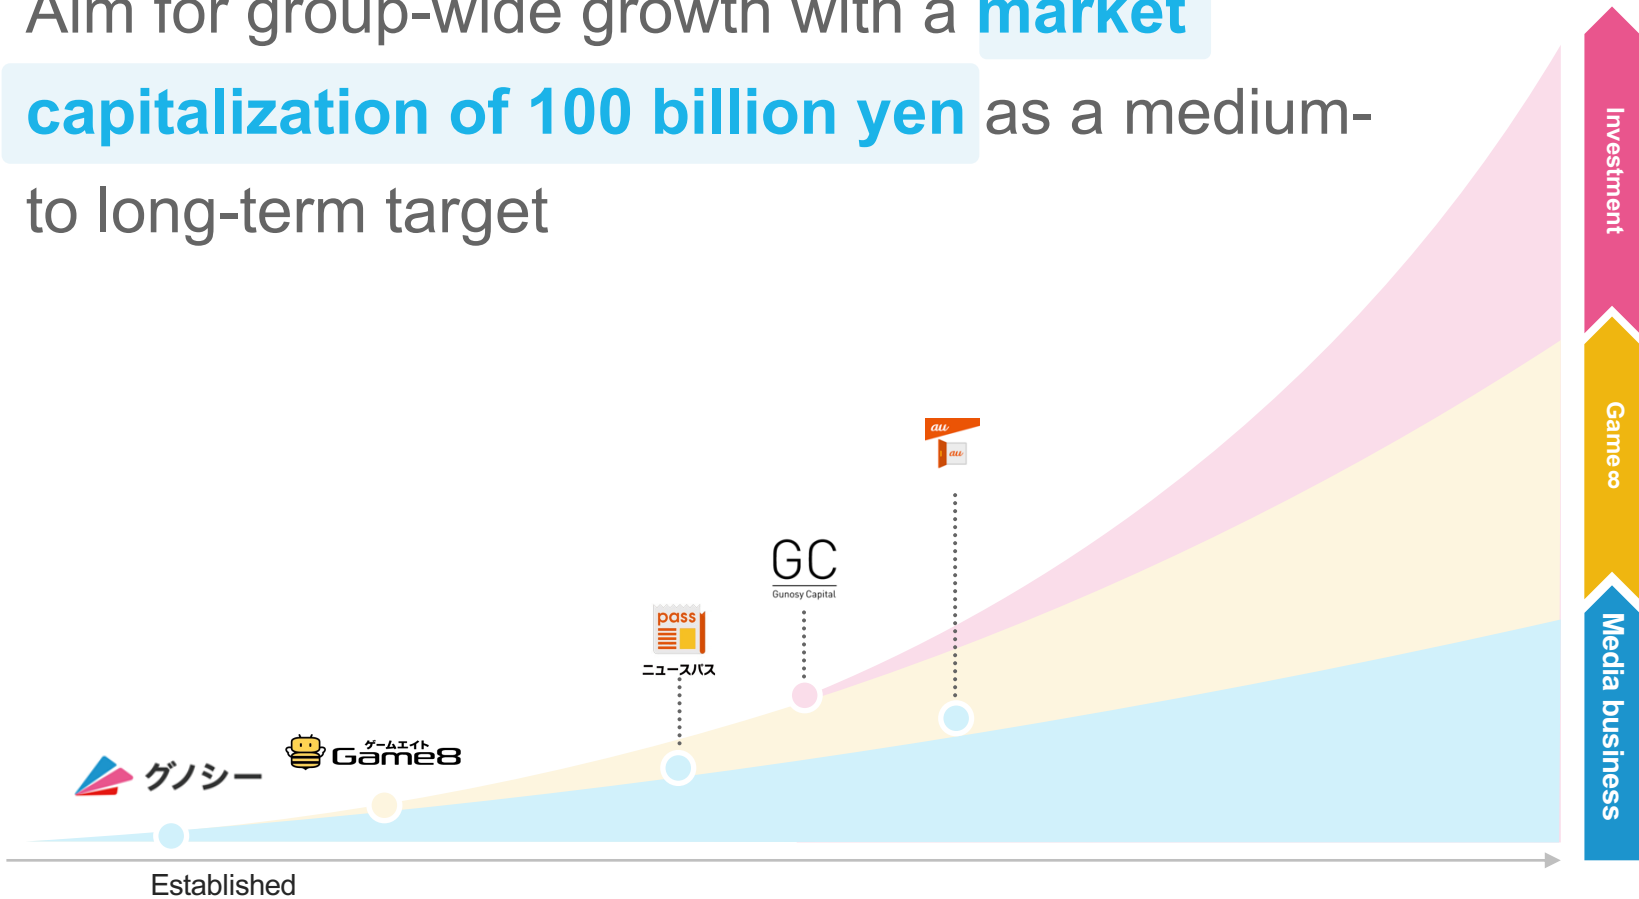 Aim for group-wide growth with a market
capitalization of 100 billion yen as a medium-
to long-term target
Investment
Game∞
Media business
au
au
GC
Gunosy Capital
pass
ニュースパス
ゲームエイト
Game8
グノシー
Established